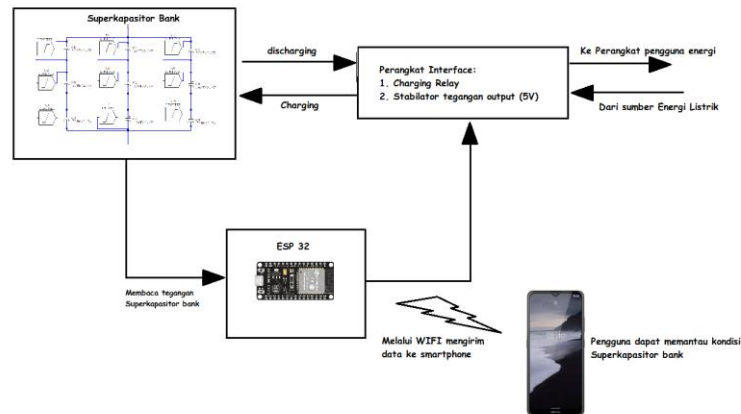 Superkapasitor Bank
discharging
Charging
Perangkat Interface:
1. Charging Relay
2. Stabilator tegangan output (5V)
Ke Perangkat pengguna energi
Dari sumber Energi Listrik
ESP 32
Membaca tegangan
Superkapasitor bank
Melalui WIFI mengirim
data ke smartphone
Pengguna dapat memantau kondisi
Superkapasitor bank